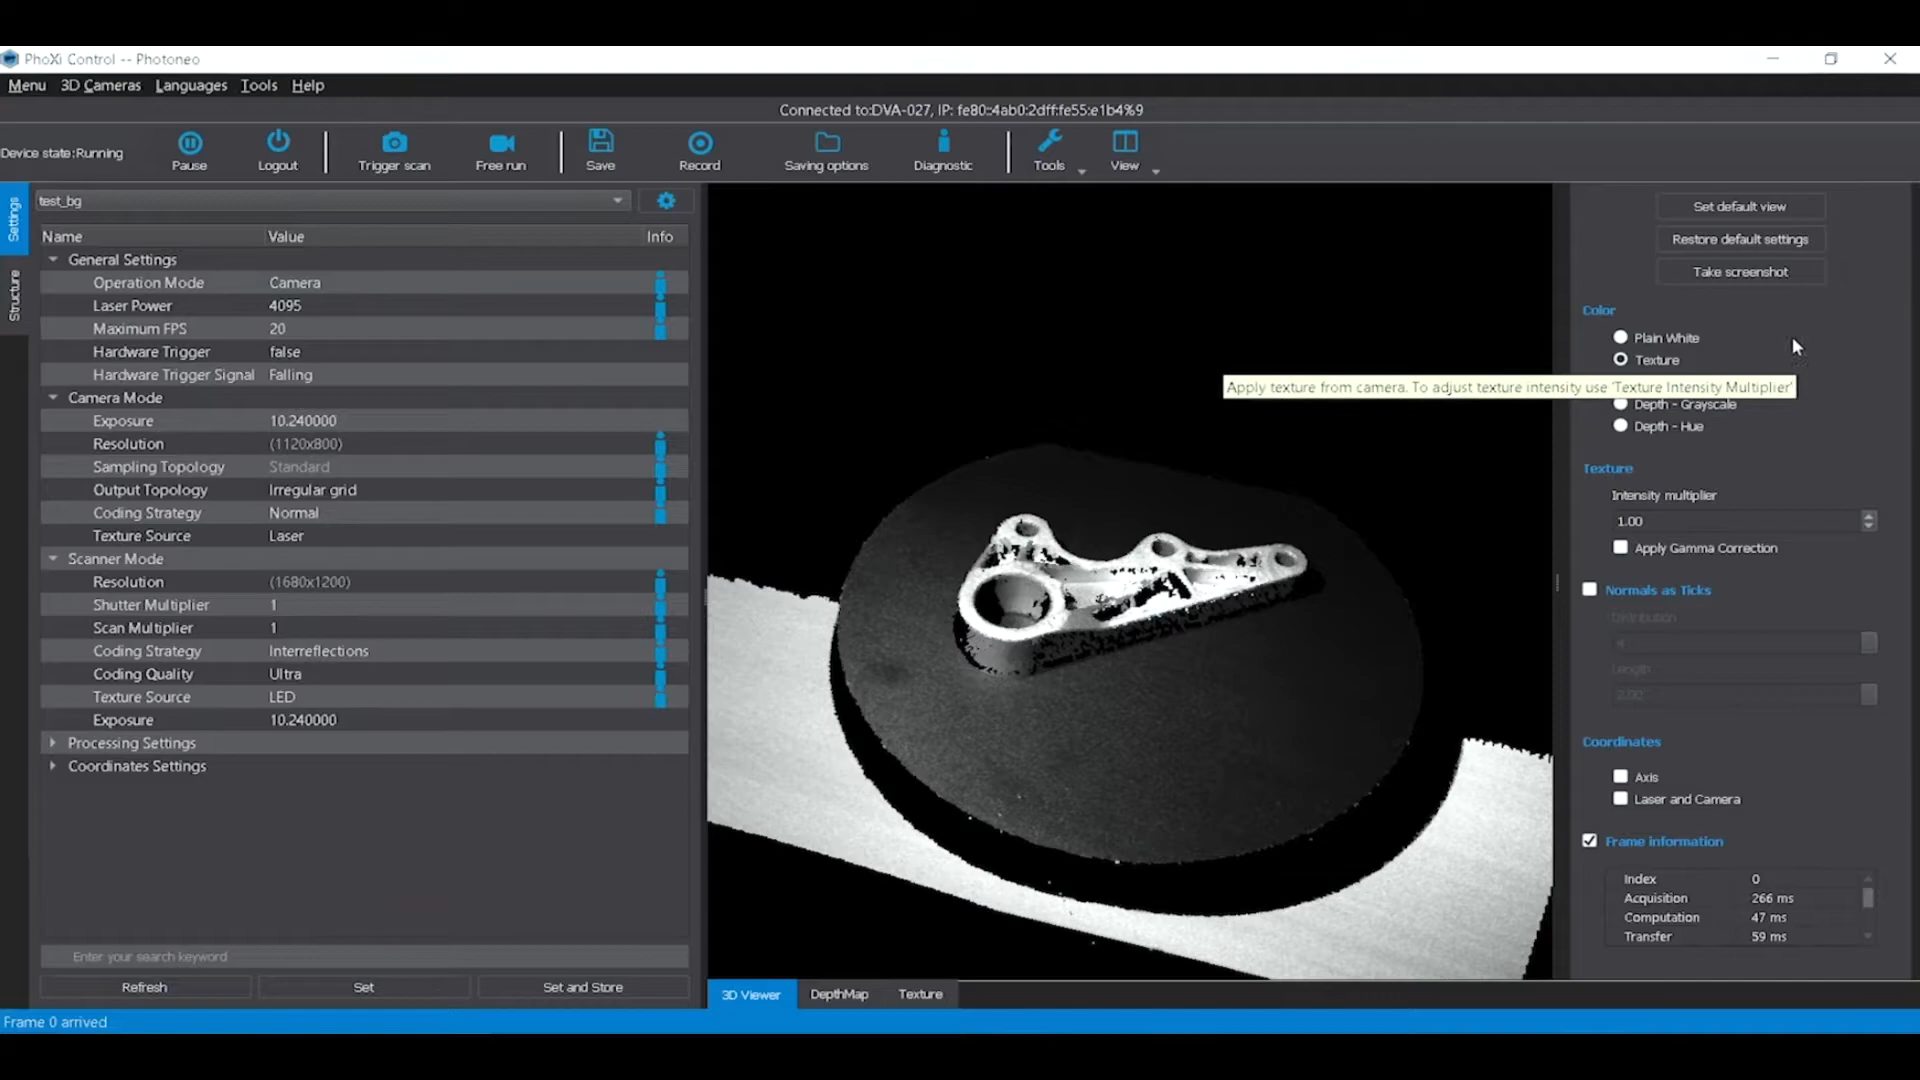 PhoXi Control -- Photoneo
Menu 3D Cameras Languages Tools Help
Connected to:DVA-027, IP: fe80::4ab0:2dff:fe55:e1b4%9
Device state:Running
Pause Logout Trigger scan Free run Save Record Saving options Diagnostic Tools View
Settings
Structure
test_bg
Name Value Info
General Settings
Operation Mode Camera
Laser Power 4095
Maximum FPS 20
Hardware Trigger false
Hardware Trigger Signal Falling
Camera Mode
Exposure 10.240000
Resolution (1120x800)
Sampling Topology Standard
Output Topology Irregular grid
Coding Strategy Normal
Texture Source Laser
Scanner Mode
Resolution (1680x1200)
Shutter Multiplier 1
Scan Multiplier 1
Coding Strategy Interreflections
Coding Quality Ultra
Texture Source LED
Exposure 10.240000
Processing Settings
Coordinates Settings
Enter your search keyword
Refresh Set Set and Store
3D Viewer DepthMap Texture
Set default view
Restore default settings
Take screenshot
Color
Plain White
Texture
Apply texture from camera. To adjust texture intensity use 'Texture Intensity Multiplier'
Depth - Grayscale
Depth - Hue
Texture
Intensity multiplier
1.00
Apply Gamma Correction
Normals as Ticks
Distribution
4
Length
2.00
Coordinates
Axis
Laser and Camera
Frame information
Index 0
Acquisition 266 ms
Computation 47 ms
Transfer 59 ms
Frame 0 arrived